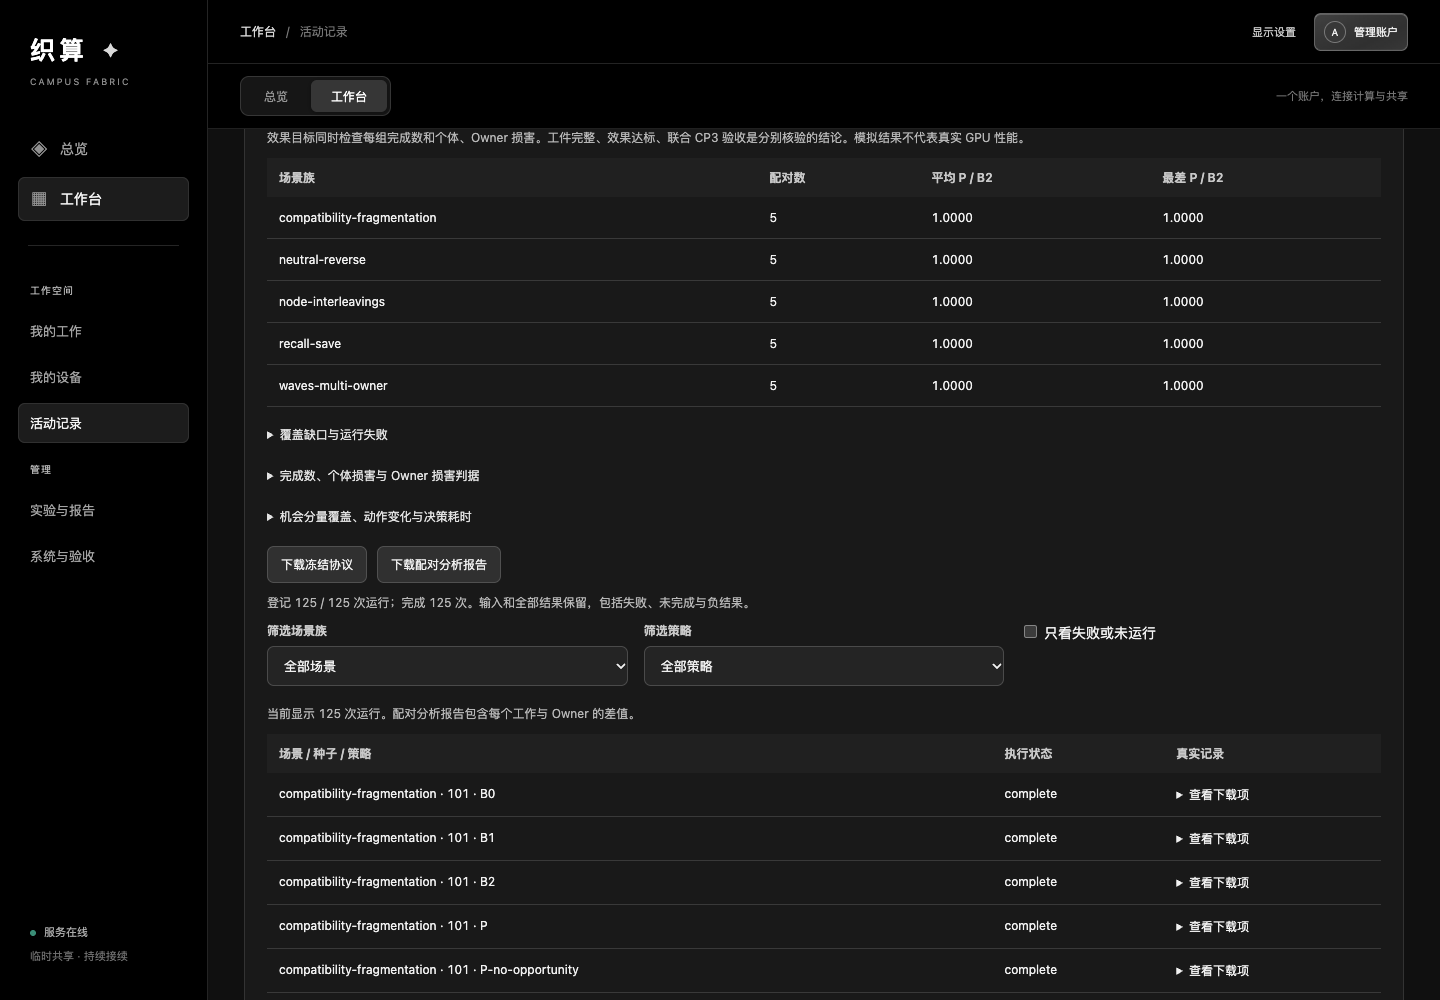 织算 ✦
CAMPUS FABRIC
总览
工作台
工作空间
我的工作
我的设备
活动记录
管理
实验与报告
系统与验收
服务在线
临时共享 · 持续接续
工作台 / 活动记录
显示设置
A 管理账户
总览 工作台
一个账户，连接计算与共享
效果目标同时检查每组完成数和个体、Owner 损害。工件完整、效果达标、联合 CP3 验收是分别核验的结论。模拟结果不代表真实 GPU 性能。
场景族 配对数 平均 P / B2 最差 P / B2
compatibility-fragmentation 5 1.0000 1.0000
neutral-reverse 5 1.0000 1.0000
node-interleavings 5 1.0000 1.0000
recall-save 5 1.0000 1.0000
waves-multi-owner 5 1.0000 1.0000
覆盖缺口与运行失败
完成数、个体损害与 Owner 损害判据
机会分量覆盖、动作变化与决策耗时
下载冻结协议 下载配对分析报告
登记 125 / 125 次运行；完成 125 次。输入和全部结果保留，包括失败、未完成与负结果。
筛选场景族 筛选策略 只看失败或未运行
全部场景 全部策略
当前显示 125 次运行。配对分析报告包含每个工作与 Owner 的差值。
场景 / 种子 / 策略 执行状态 真实记录
compatibility-fragmentation · 101 · B0 complete 查看下载项
compatibility-fragmentation · 101 · B1 complete 查看下载项
compatibility-fragmentation · 101 · B2 complete 查看下载项
compatibility-fragmentation · 101 · P complete 查看下载项
compatibility-fragmentation · 101 · P-no-opportunity complete 查看下载项